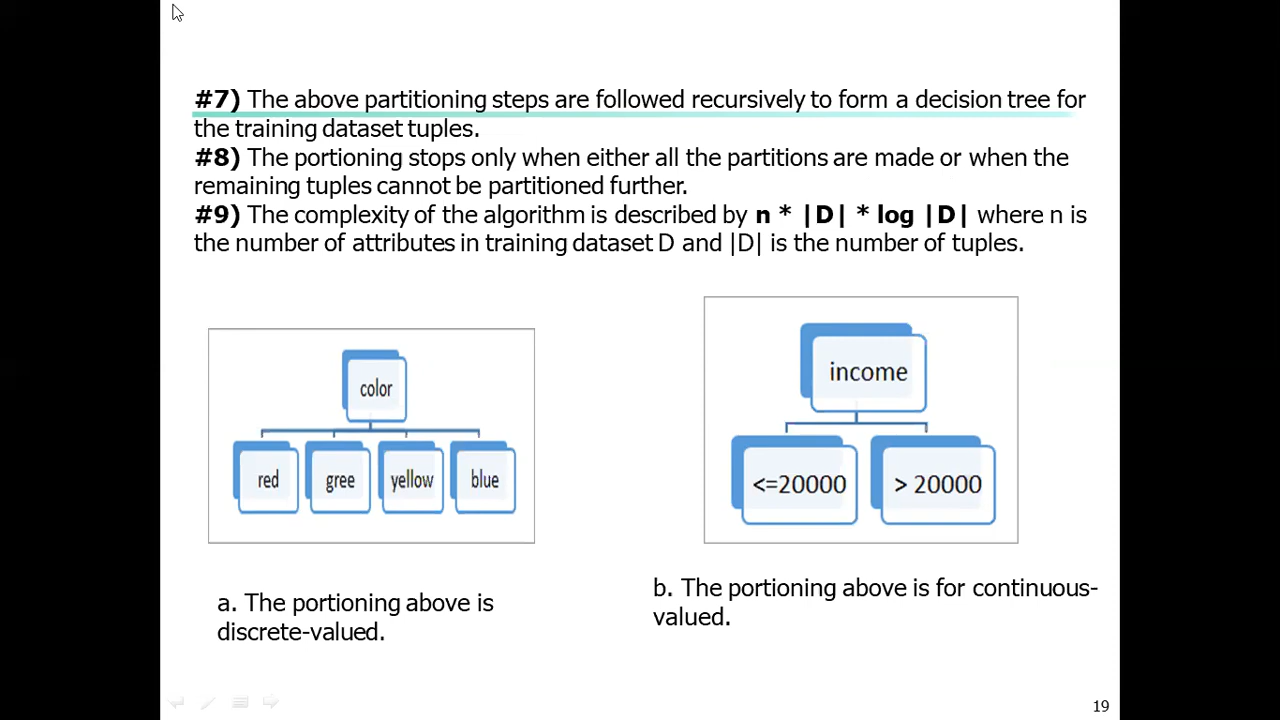 #7) The above partitioning steps are followed recursively to form a decision tree for
the training dataset tuples.
#8) The portioning stops only when either all the partitions are made or when the
remaining tuples cannot be partitioned further.
#9) The complexity of the algorithm is described by n * |D| * log |D| where n is
the number of attributes in training dataset D and |D| is the number of tuples.
color
red gree yellow blue
income
<=20000 > 20000
a. The portioning above is
discrete-valued.
b. The portioning above is for continuous-
valued.
19